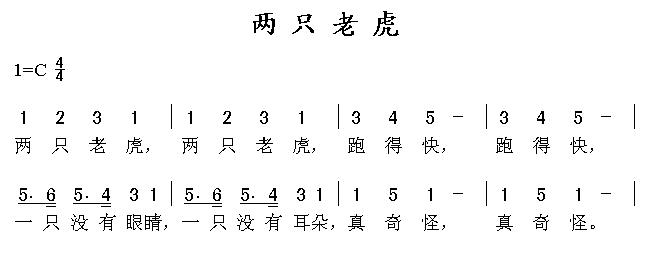 两只老虎
1=C 4/4
1 2 3 1 | 1 2 3 1 | 3 4 5 – | 3 4 5 – |
两 只 老 虎， 两 只 老 虎， 跑 得 快， 跑 得 快，
5· 6 5· 4 3 1 | 5· 6 5· 4 3 1 | 1 5 1 – | 1 5 1 – |
一 只 没 有 眼 睛，一 只 没 有 耳 朵，真 奇 怪， 真 奇 怪。